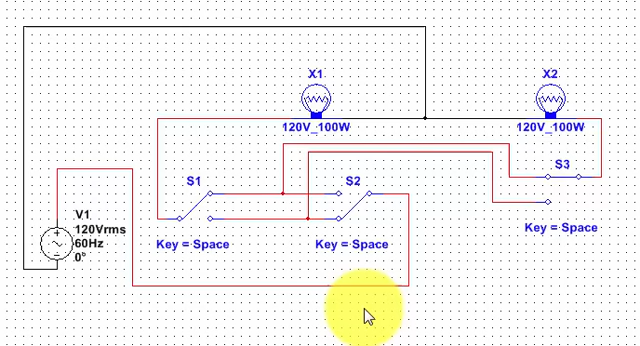 X1
X2
120V_100W
120V_100W
S3
S1
S2
V1
120Vrms
60Hz
0°
Key = Space
Key = Space
Key = Space